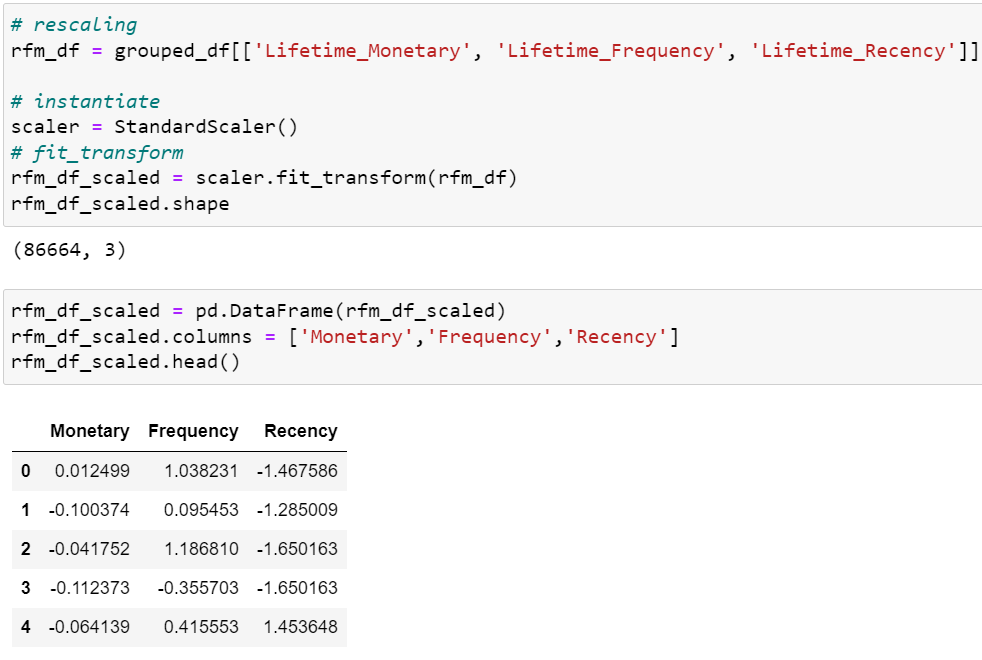 # rescaling
rfm_df = grouped_df[['Lifetime_Monetary', 'Lifetime_Frequency', 'Lifetime_Recency']]
# instantiate
scaler = StandardScaler()
# fit_transform
rfm_df_scaled = scaler.fit_transform(rfm_df)
rfm_df_scaled.shape
(86664, 3)
rfm_df_scaled = pd.DataFrame(rfm_df_scaled)
rfm_df_scaled.columns = ['Monetary','Frequency','Recency']
rfm_df_scaled.head()
Monetary Frequency Recency
0 0.012499 1.038231 -1.467586
1 -0.100374 0.095453 -1.285009
2 -0.041752 1.186810 -1.650163
3 -0.112373 -0.355703 -1.650163
4 -0.064139 0.415553 1.453648